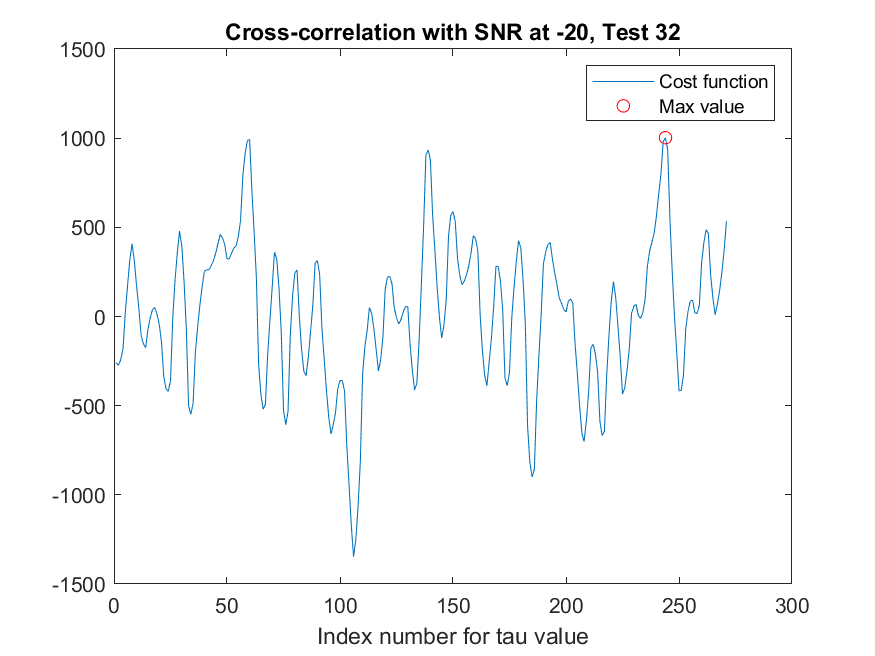 Cross-correlation with SNR at -20, Test 32
1500
1000
500
0
-500
-1000
-1500
Cost function
Max value
0 50 100 150 200 250 300
Index number for tau value